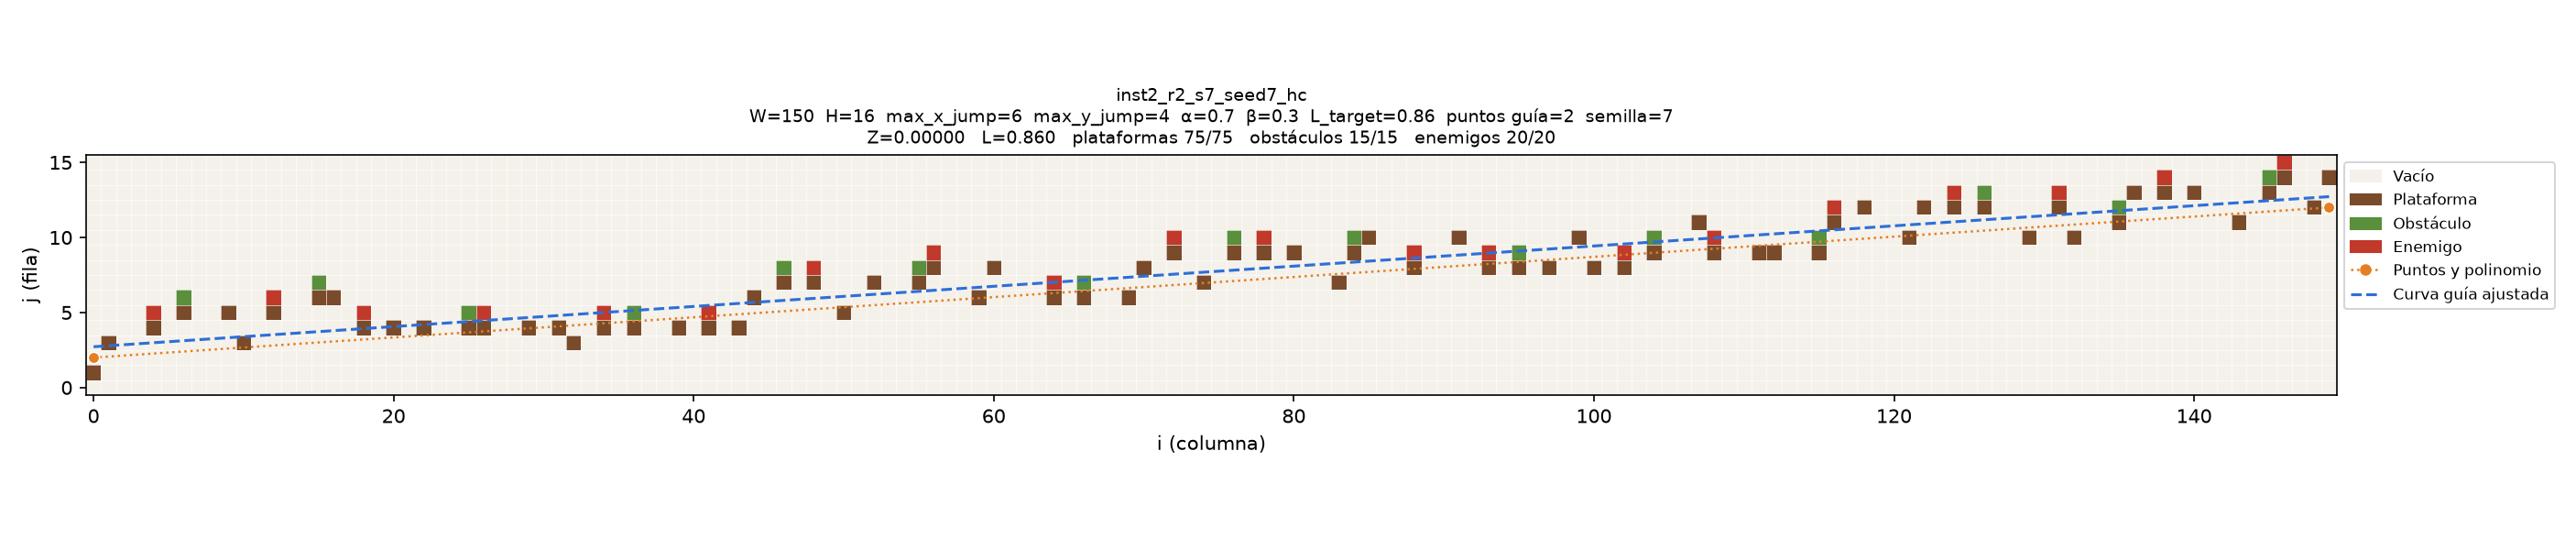 inst2_r2_s7_seed7_hc
W=150  H=16  max_x_jump=6  max_y_jump=4  α=0.7  β=0.3  L_target=0.86  puntos guía=2  semilla=7
Z=0.00000   L=0.860   plataformas 75/75   obstáculos 15/15   enemigos 20/20
15
10
5
0
j (fila)
0 20 40 60 80 100 120 140
i (columna)
Vacío
Plataforma
Obstáculo
Enemigo
Puntos y polinomio
Curva guía ajustada